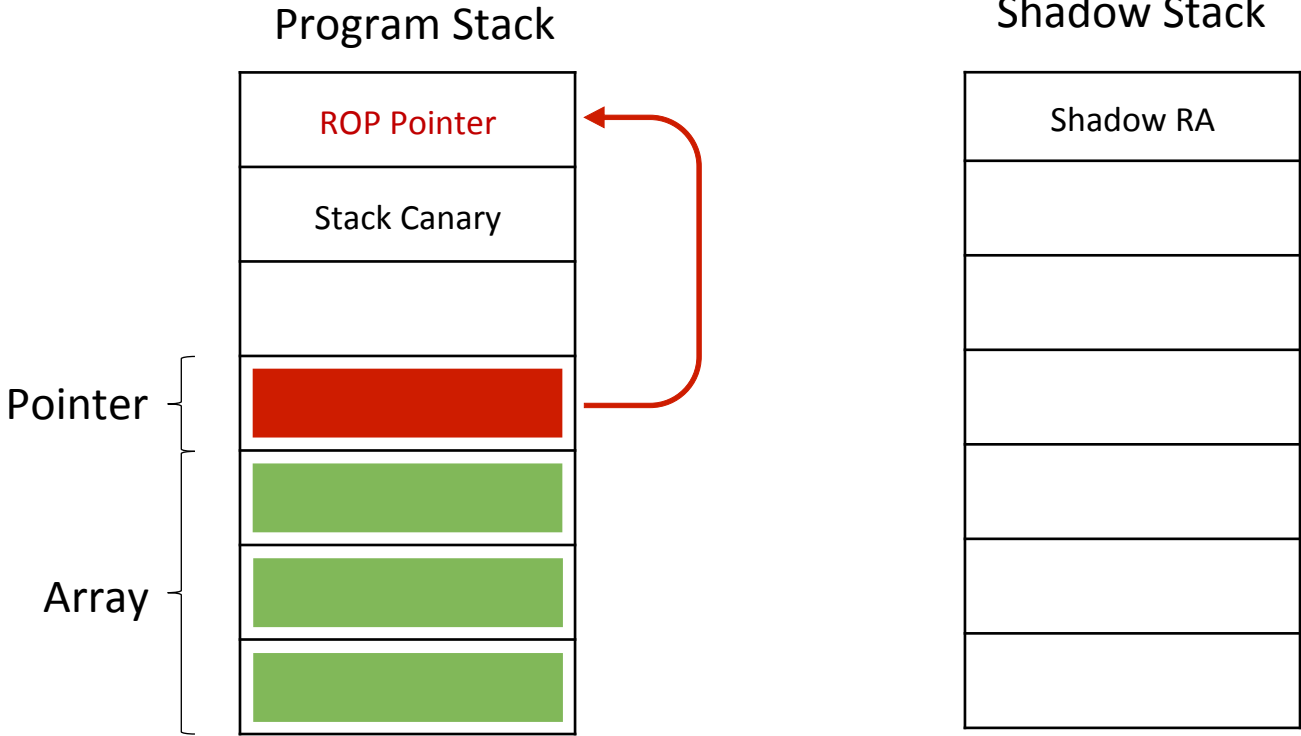 Program Stack
Shadow Stack
ROP Pointer
Shadow RA
Stack Canary
Pointer
Array